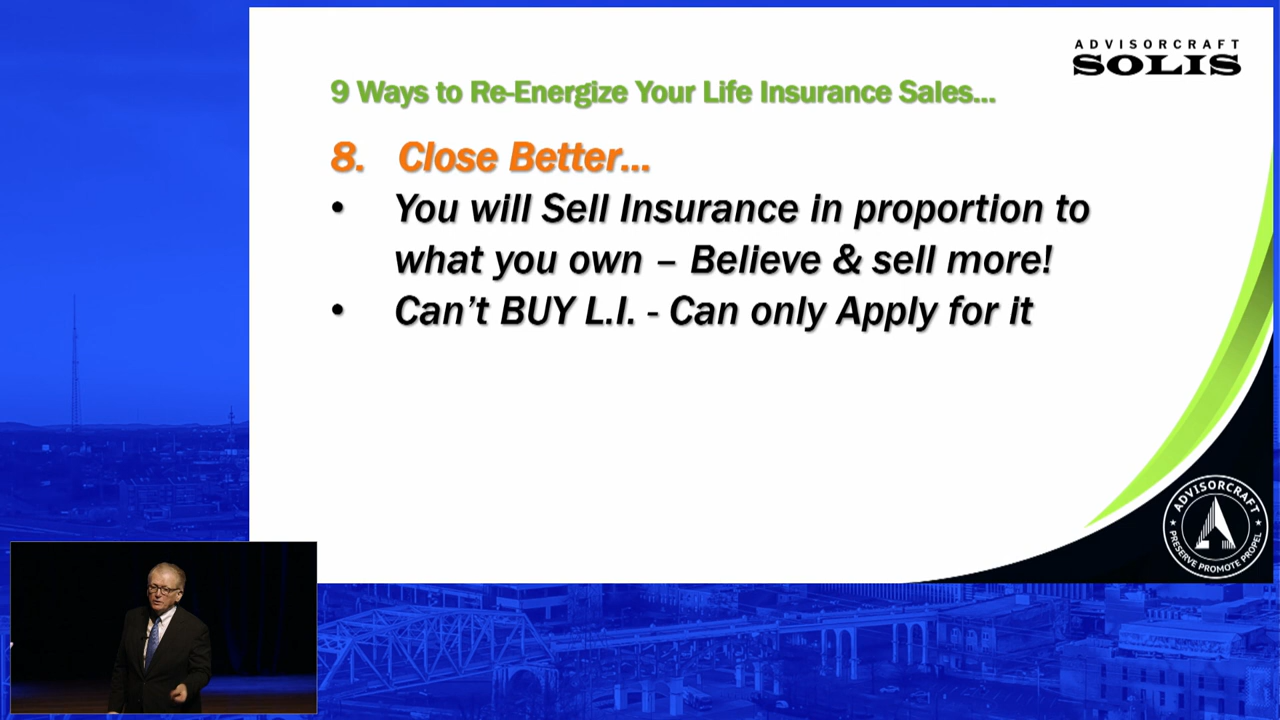 ADVISORCRAFT
SOLIS
9 Ways to Re-Energize Your Life Insurance Sales...
8. Close Better...
• You will Sell Insurance in proportion to
what you own – Believe & sell more!
• Can't BUY L.I. - Can only Apply for it
ADVISORCRAFT
PRESERVE PROMOTE PROPEL